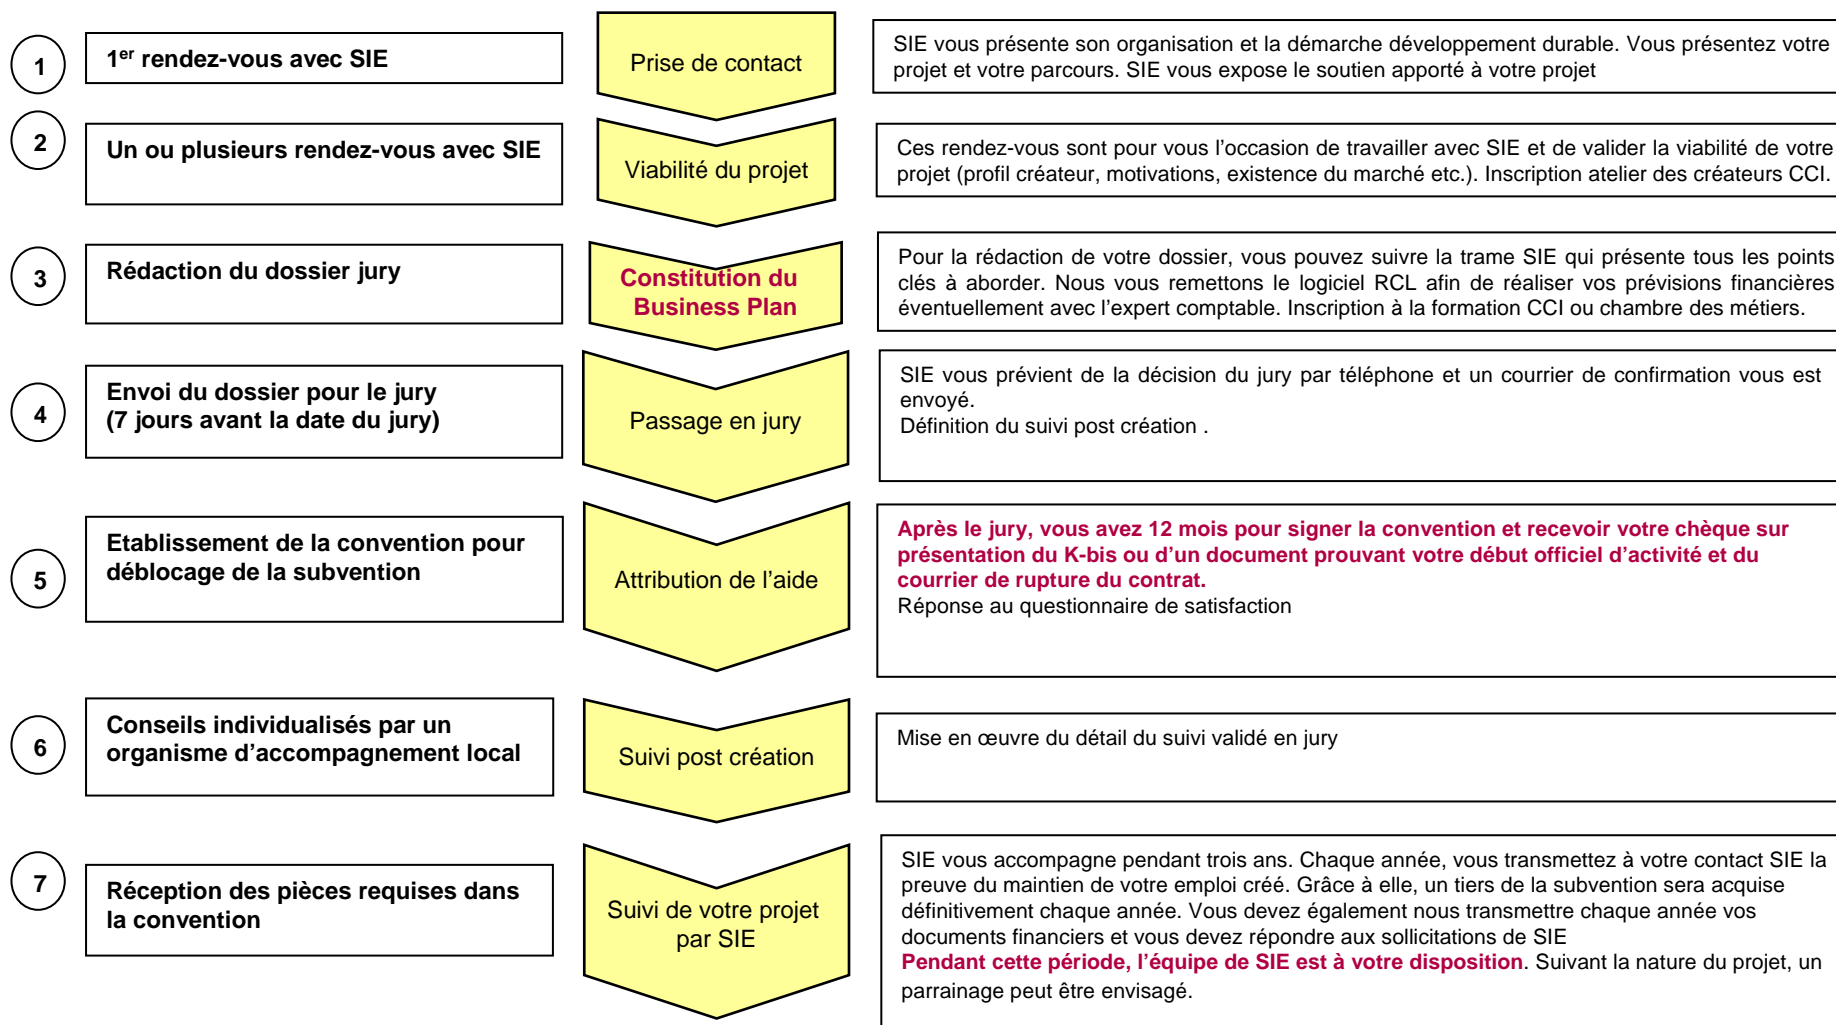 1
1er rendez-vous avec SIE
Prise de contact
SIE vous présente son organisation et la démarche développement durable. Vous présentez votre
projet et votre parcours. SIE vous expose le soutien apporté à votre projet
2
Un ou plusieurs rendez-vous avec SIE
Viabilité du projet
Ces rendez-vous sont pour vous l’occasion de travailler avec SIE et de valider la viabilité de votre
projet (profil créateur, motivations, existence du marché etc.). Inscription atelier des créateurs CCI.
3
Rédaction du dossier jury
Constitution du
Business Plan
Pour la rédaction de votre dossier, vous pouvez suivre la trame SIE qui présente tous les points
clés à aborder. Nous vous remettons le logiciel RCL afin de réaliser vos prévisions financières
éventuellement avec l’expert comptable. Inscription à la formation CCI ou chambre des métiers.
4
Envoi du dossier pour le jury
(7 jours avant la date du jury)
Passage en jury
SIE vous prévient de la décision du jury par téléphone et un courrier de confirmation vous est
envoyé.
Définition du suivi post création .
5
Etablissement de la convention pour
déblocage de la subvention
Attribution de l’aide
Après le jury, vous avez 12 mois pour signer la convention et recevoir votre chèque sur
présentation du K-bis ou d’un document prouvant votre début officiel d’activité et du
courrier de rupture du contrat.
Réponse au questionnaire de satisfaction
6
Conseils individualisés par un
organisme d’accompagnement local
Suivi post création
Mise en œuvre du détail du suivi validé en jury
7
Réception des pièces requises dans
la convention
Suivi de votre projet
par SIE
SIE vous accompagne pendant trois ans. Chaque année, vous transmettez à votre contact SIE la
preuve du maintien de votre emploi créé. Grâce à elle, un tiers de la subvention sera acquise
définitivement chaque année. Vous devez également nous transmettre chaque année vos
documents financiers et vous devez répondre aux sollicitations de SIE
Pendant cette période, l’équipe de SIE est à votre disposition. Suivant la nature du projet, un
parrainage peut être envisagé.